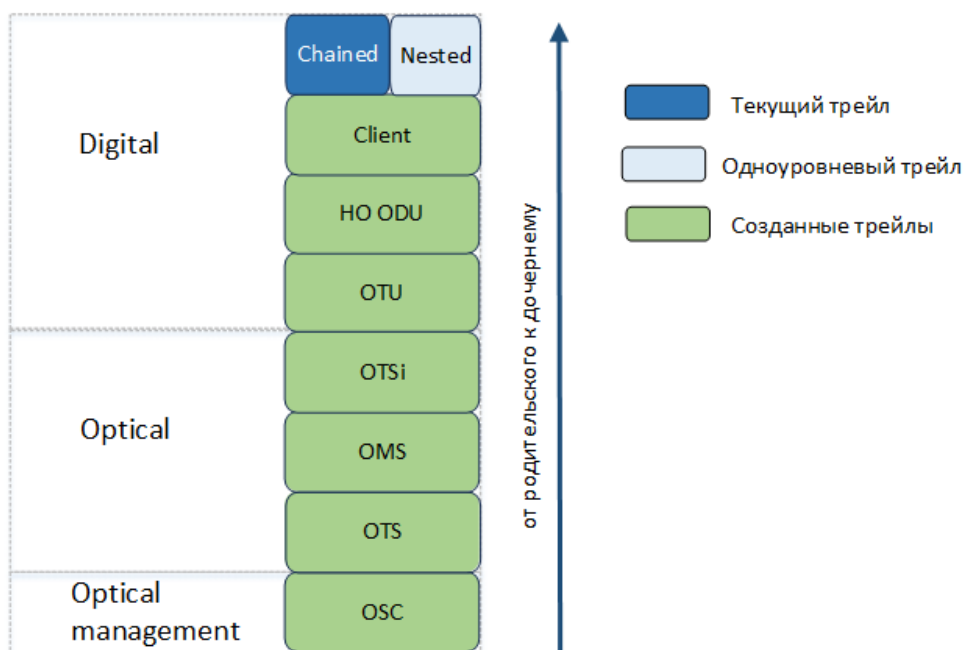 Chained
Nested
Digital
Client
HO ODU
OTU
Optical
OTSi
OMS
OTS
Optical
management
OSC
от родительского к дочернему
Текущий трейл
Одноуровневый трейл
Созданные трейлы